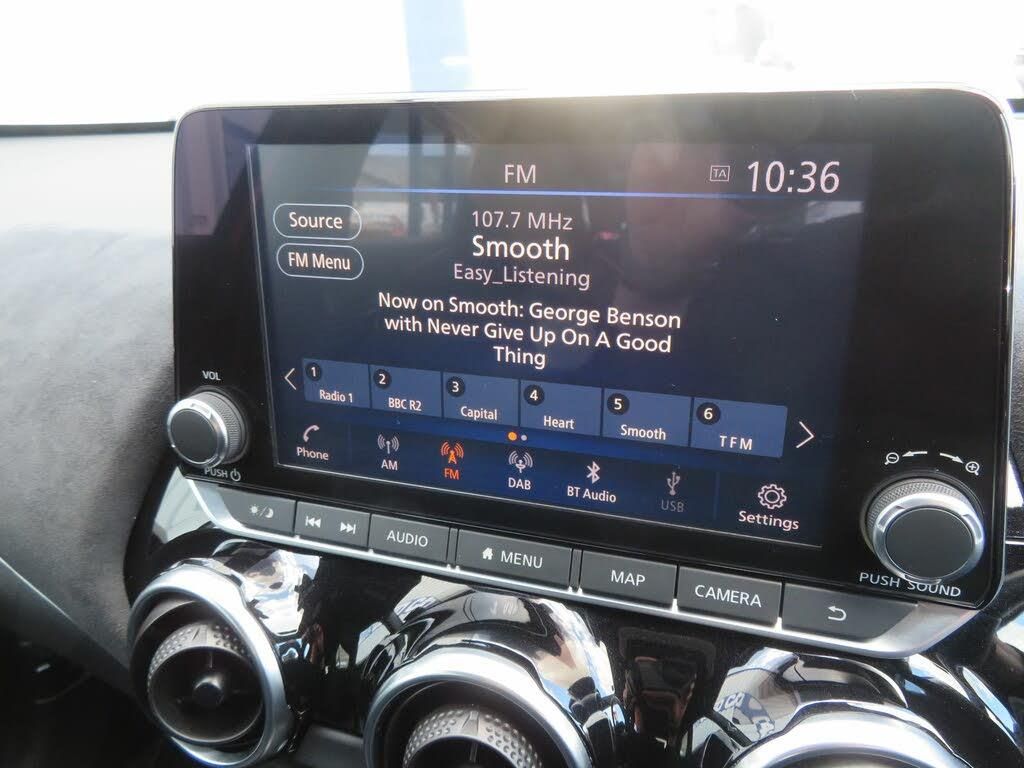 FM
TA 10:36
Source
107.7 MHz
Smooth
FM Menu
Easy_Listening
Now on Smooth: George Benson
with Never Give Up On A Good
Thing
1 Radio 1
2 BBC R2
3 Capital
4 Heart
5 Smooth
6 TFM
Phone
AM
FM
DAB
BT Audio
USB
Settings
VOL
PUSH
PUSH SOUND
AUDIO
MENU
MAP
CAMERA